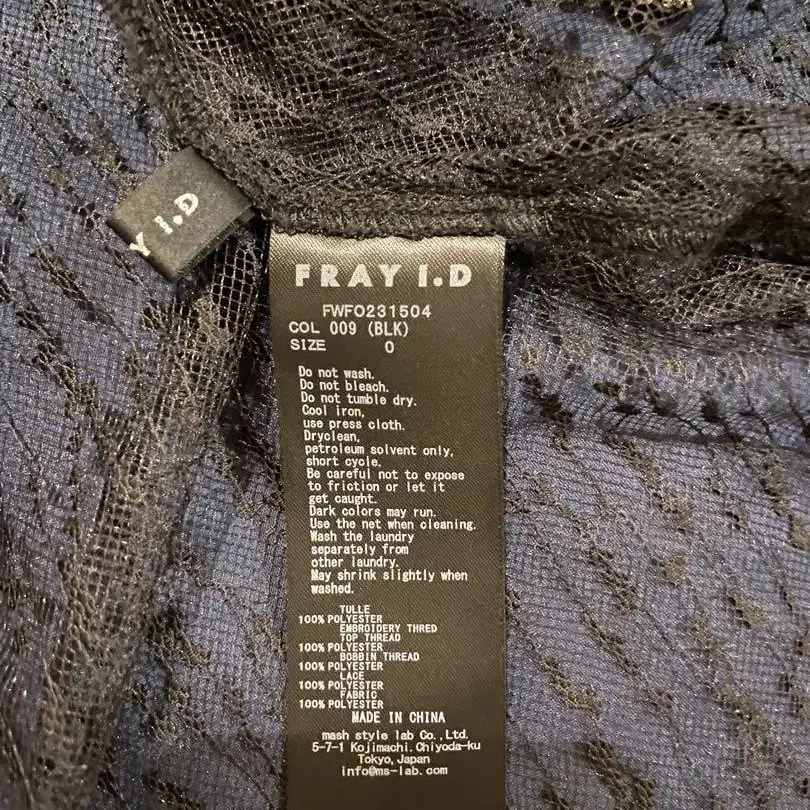 Y I.D
FRAY I.D
FWFO231504
COL 009 (BLK)
SIZE 0
Do not wash.
Do not bleach.
Do not tumble dry.
Cool iron,
use press cloth.
Dryclean,
petroleum solvent only,
short cycle.
Be careful not to expose
to friction or let it
get caught.
Dark colors may run.
Use the net when cleaning.
Wash the laundry
separately from
other laundry.
May shrink slightly when
washed.
TULLE
100% POLYESTER
EMBROIDERY THRED
TOP THREAD
100% POLYESTER
BOBBIN THREAD
100% POLYESTER
LACE
100% POLYESTER
FABRIC
100% POLYESTER
MADE IN CHINA
mash style lab Co.,Ltd.
5-7-1 Kojimachi.Chiyoda-ku
Tokyo,Japan
info@ms-lab.com